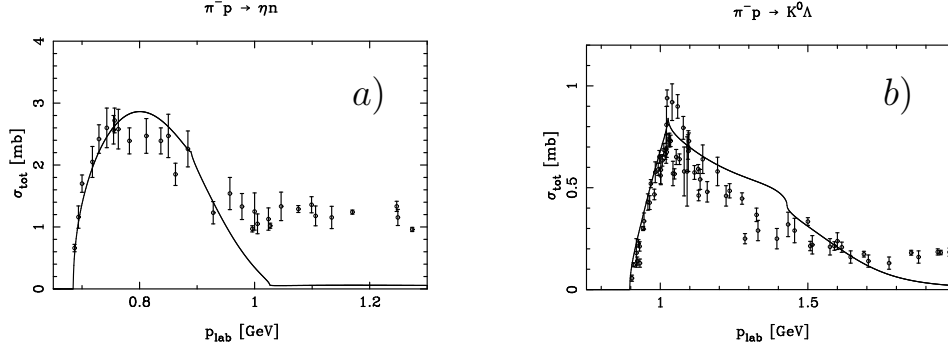 π⁻p → ηn
4
3
2
1
0
σtot [mb]
a)
0.8
1
1.2
plab [GeV]
π⁻p → K⁰Λ
1
0.5
0
σtot [mb]
b)
1
1.5
plab [GeV]